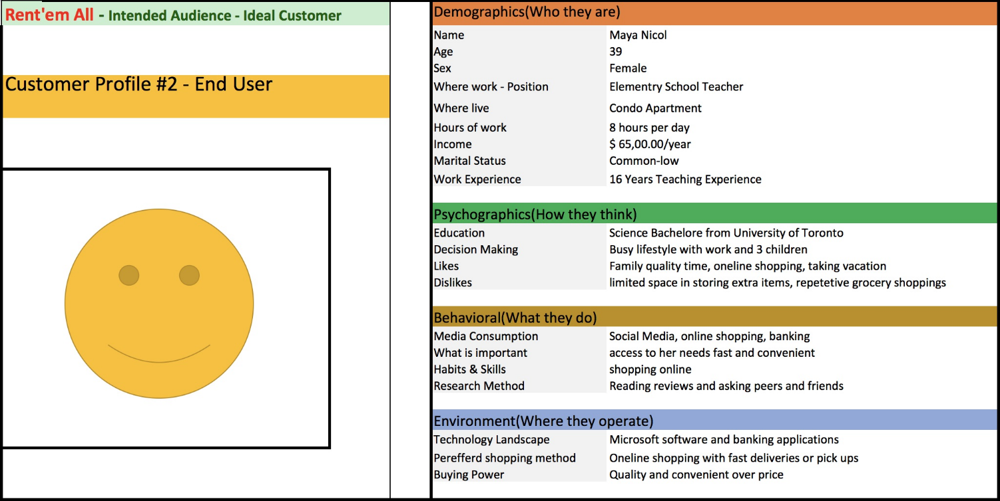 Rent'em All - Intended Audience - Ideal Customer
Customer Profile #2 - End User
Demographics(Who they are)
Name Maya Nicol
Age 39
Sex Female
Where work - Position Elementry School Teacher
Where live Condo Apartment
Hours of work 8 hours per day
Income $ 65,00.00/year
Marital Status Common-low
Work Experience 16 Years Teaching Experience
Psychographics(How they think)
Education Science Bachelore from University of Toronto
Decision Making Busy lifestyle with work and 3 children
Likes Family quality time, oneline shopping, taking vacation
Dislikes limited space in storing extra items, repetetive grocery shoppings
Behavioral(What they do)
Media Consumption Social Media, online shopping, banking
What is important access to her needs fast and convenient
Habits & Skills shopping online
Research Method Reading reviews and asking peers and friends
Environment(Where they operate)
Technology Landscape Microsoft software and banking applications
Perefferd shopping method Oneline shopping with fast deliveries or pick ups
Buying Power Quality and convenient over price